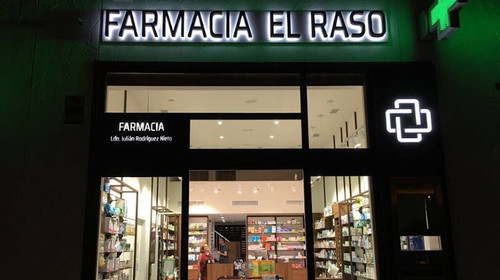 FARMACIA EL RASO
FARMACIA
Ldo. Julián Rodríguez Nieto